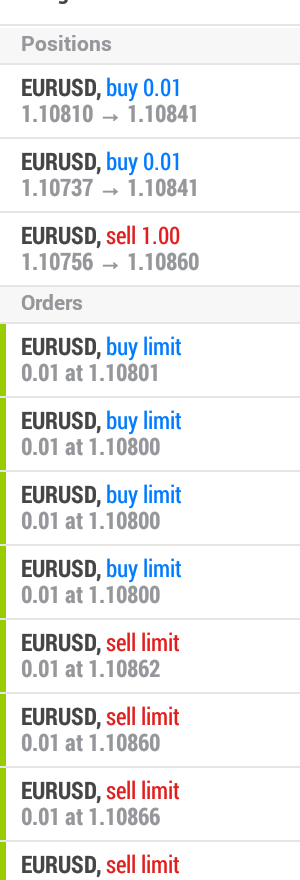 Positions
EURUSD, buy 0.01
1.10810 → 1.10841
EURUSD, buy 0.01
1.10737 → 1.10841
EURUSD, sell 1.00
1.10756 → 1.10860
Orders
EURUSD, buy limit
0.01 at 1.10801
EURUSD, buy limit
0.01 at 1.10800
EURUSD, buy limit
0.01 at 1.10800
EURUSD, buy limit
0.01 at 1.10800
EURUSD, sell limit
0.01 at 1.10862
EURUSD, sell limit
0.01 at 1.10860
EURUSD, sell limit
0.01 at 1.10866
EURUSD, sell limit